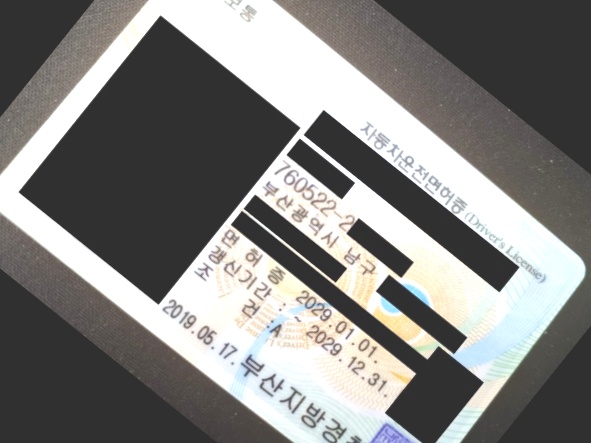 보통
자동차운전면허증 (Driver's License)
760522-2
부산광역시 남구
면허증
갱신기간 : 2029.01.01.
~ 2029.12.31.
조 건 : A
2019.05.17.
부산지방경